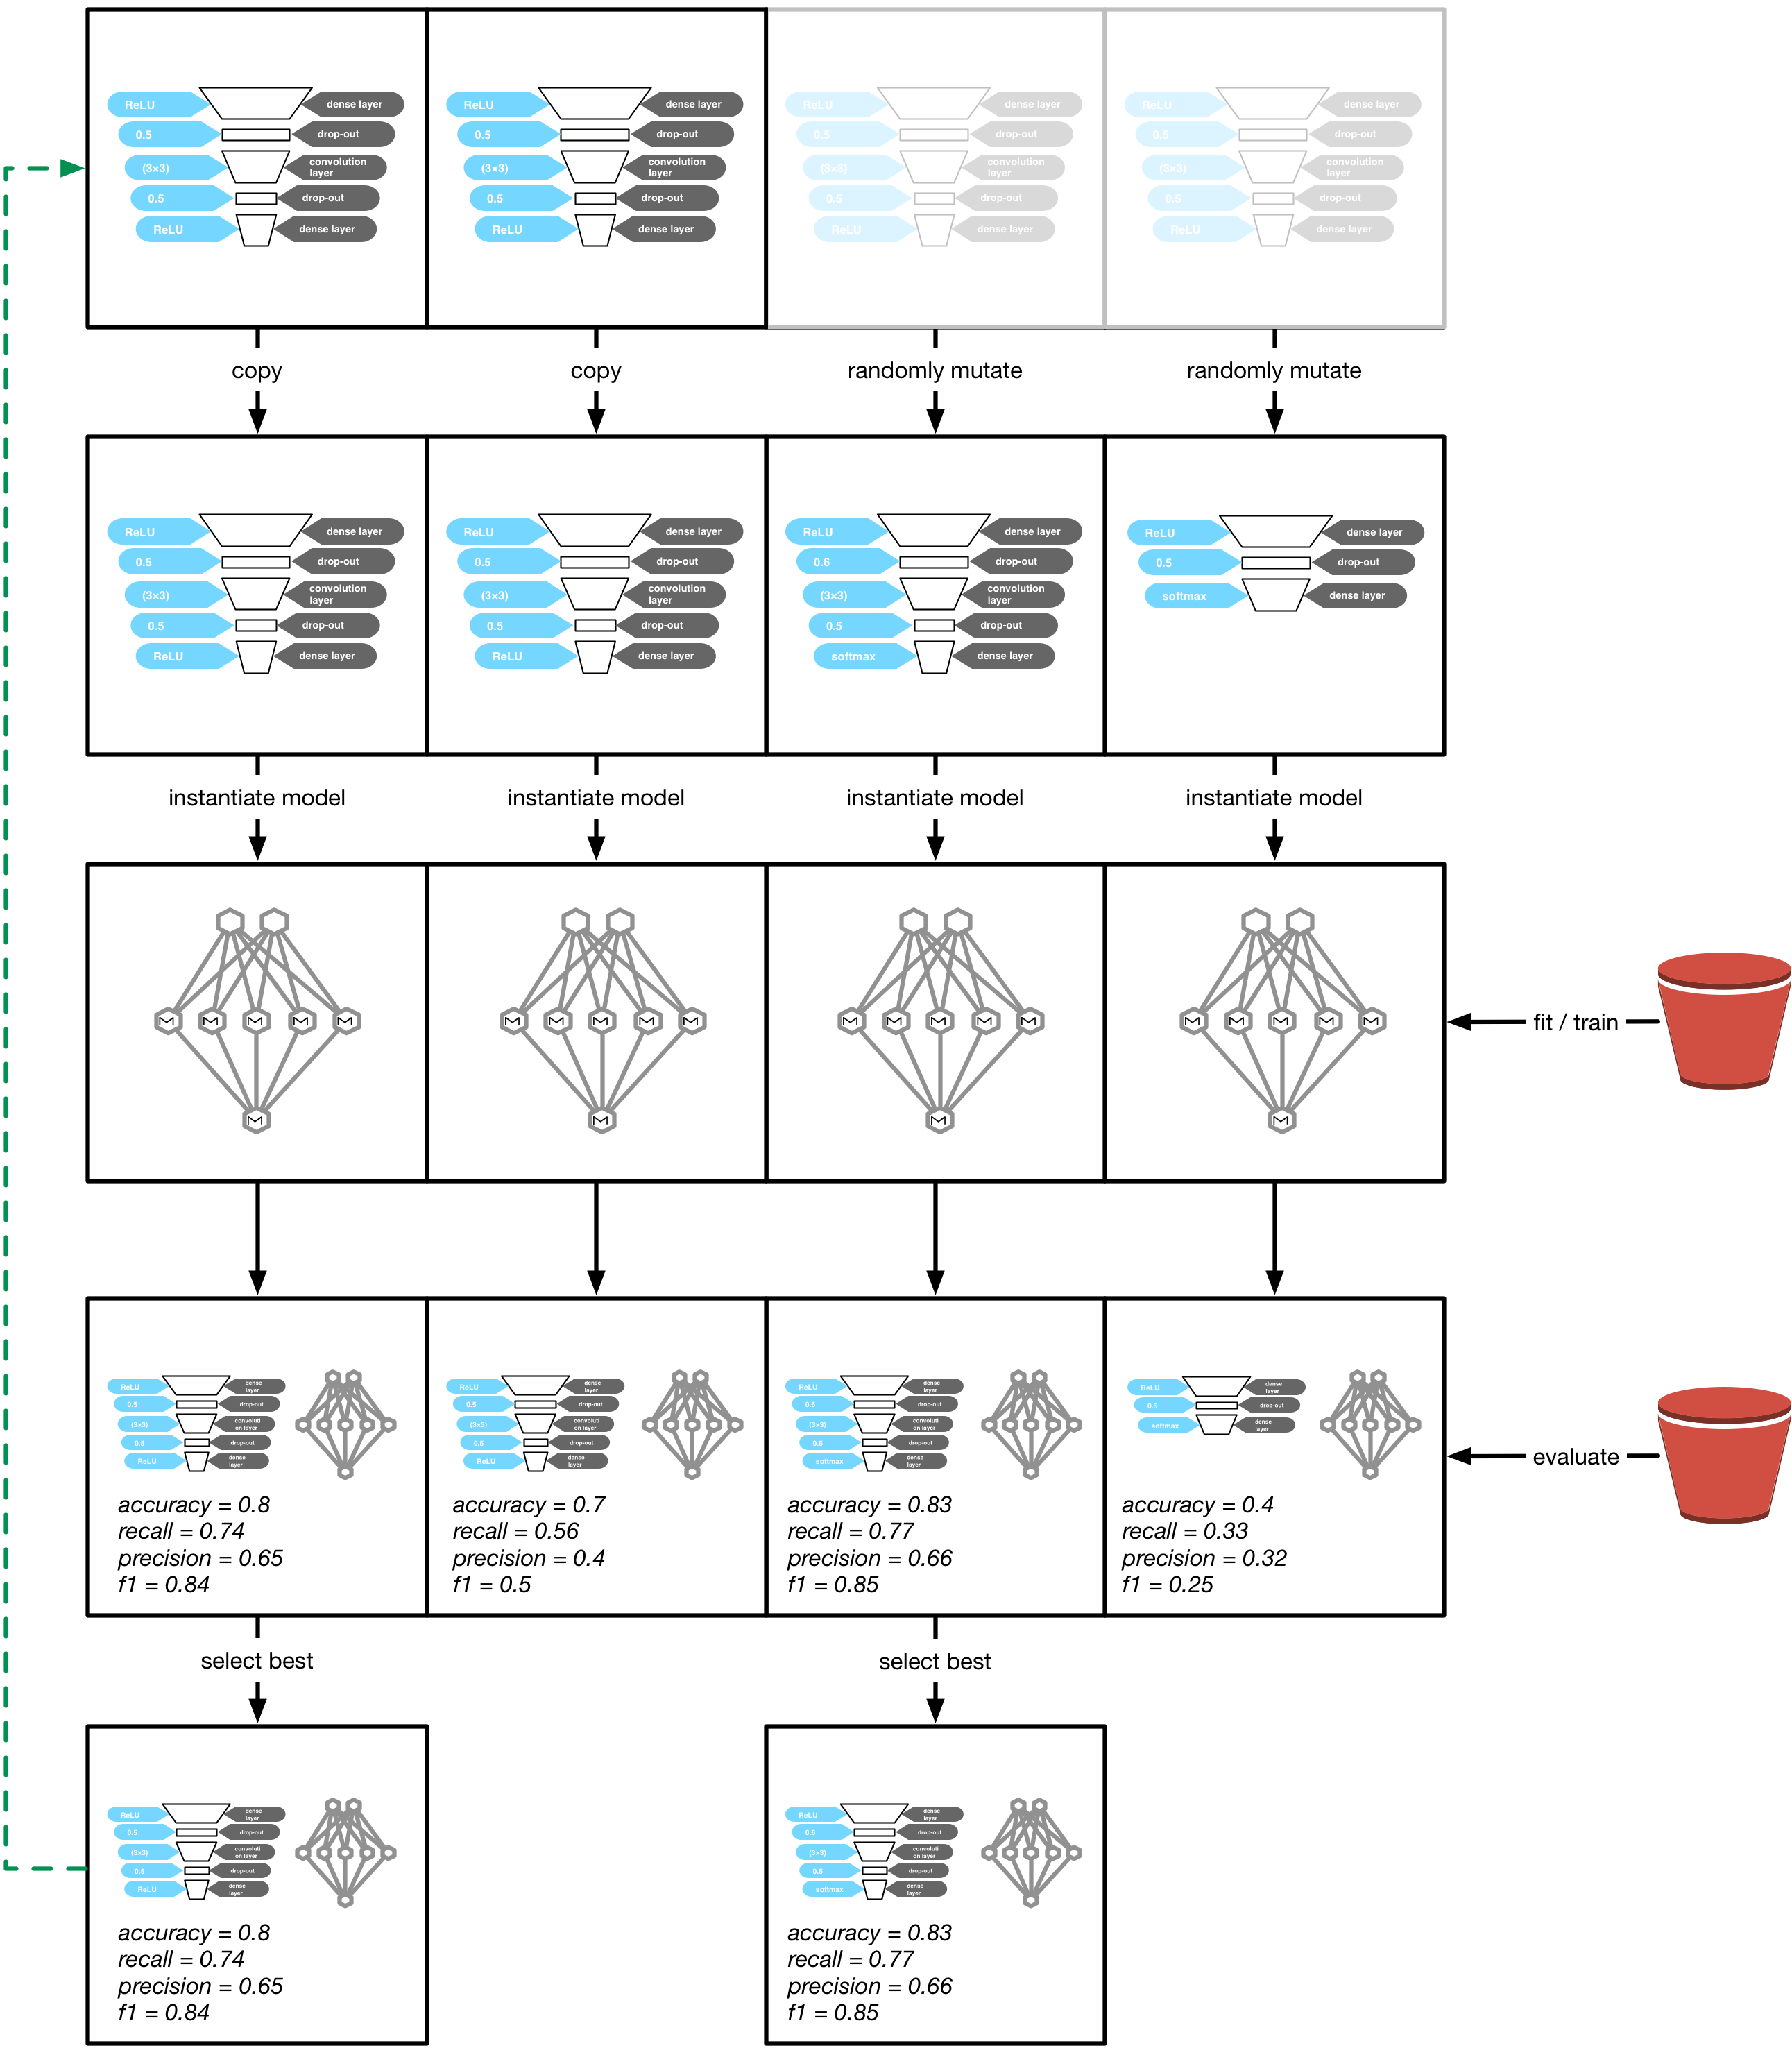 ReLU dense layer
0.5 drop-out
(3×3) convolution
layer
0.5 drop-out
ReLU dense layer
ReLU dense layer
0.5 drop-out
(3×3) convolution
layer
0.5 drop-out
ReLU dense layer
ReLU dense layer
0.5 drop-out
(3×3) convolution
layer
0.5 drop-out
ReLU dense layer
ReLU dense layer
0.5 drop-out
(3×3) convolution
layer
0.5 drop-out
ReLU dense layer
copy
copy
randomly mutate
randomly mutate
ReLU dense layer
0.5 drop-out
(3×3) convolution
layer
0.5 drop-out
ReLU dense layer
ReLU dense layer
0.5 drop-out
(3×3) convolution
layer
0.5 drop-out
ReLU dense layer
ReLU dense layer
0.6 drop-out
(3×3) convolution
layer
0.5 drop-out
softmax dense layer
ReLU dense layer
0.5 drop-out
softmax dense layer
instantiate model
instantiate model
instantiate model
instantiate model
fit / train
ReLU dense
layer
0.5 drop-out
(3×3) convoluti
on layer
0.5 drop-out
ReLU dense
layer
accuracy = 0.8
recall = 0.74
precision = 0.65
f1 = 0.84
ReLU dense
layer
0.5 drop-out
(3×3) convoluti
on layer
0.5 drop-out
ReLU dense
layer
accuracy = 0.7
recall = 0.56
precision = 0.4
f1 = 0.5
ReLU dense
layer
0.6 drop-out
(3×3) convoluti
on layer
0.5 drop-out
softmax dense
layer
accuracy = 0.83
recall = 0.77
precision = 0.66
f1 = 0.85
ReLU dense
layer
0.5 drop-out
softmax dense
layer
accuracy = 0.4
recall = 0.33
precision = 0.32
f1 = 0.25
evaluate
select best
select best
ReLU dense
layer
0.5 drop-out
(3×3) convoluti
on layer
0.5 drop-out
ReLU dense
layer
accuracy = 0.8
recall = 0.74
precision = 0.65
f1 = 0.84
ReLU dense
layer
0.6 drop-out
(3×3) convoluti
on layer
0.5 drop-out
softmax dense
layer
accuracy = 0.83
recall = 0.77
precision = 0.66
f1 = 0.85